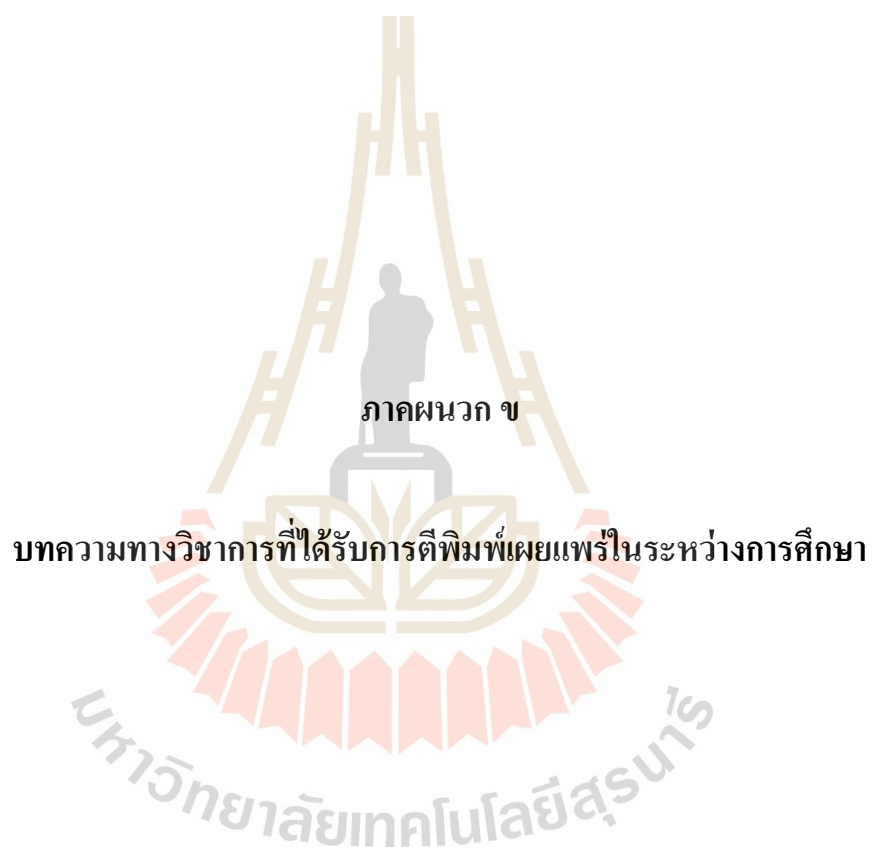 ภาคผนวก ข
บทความทางวิชาการที่ได้รับการตีพิมพ์เผยแพร่ในระหว่างการศึกษา
มหาวิทยาลัยเทคโนโลยีสุรนารี